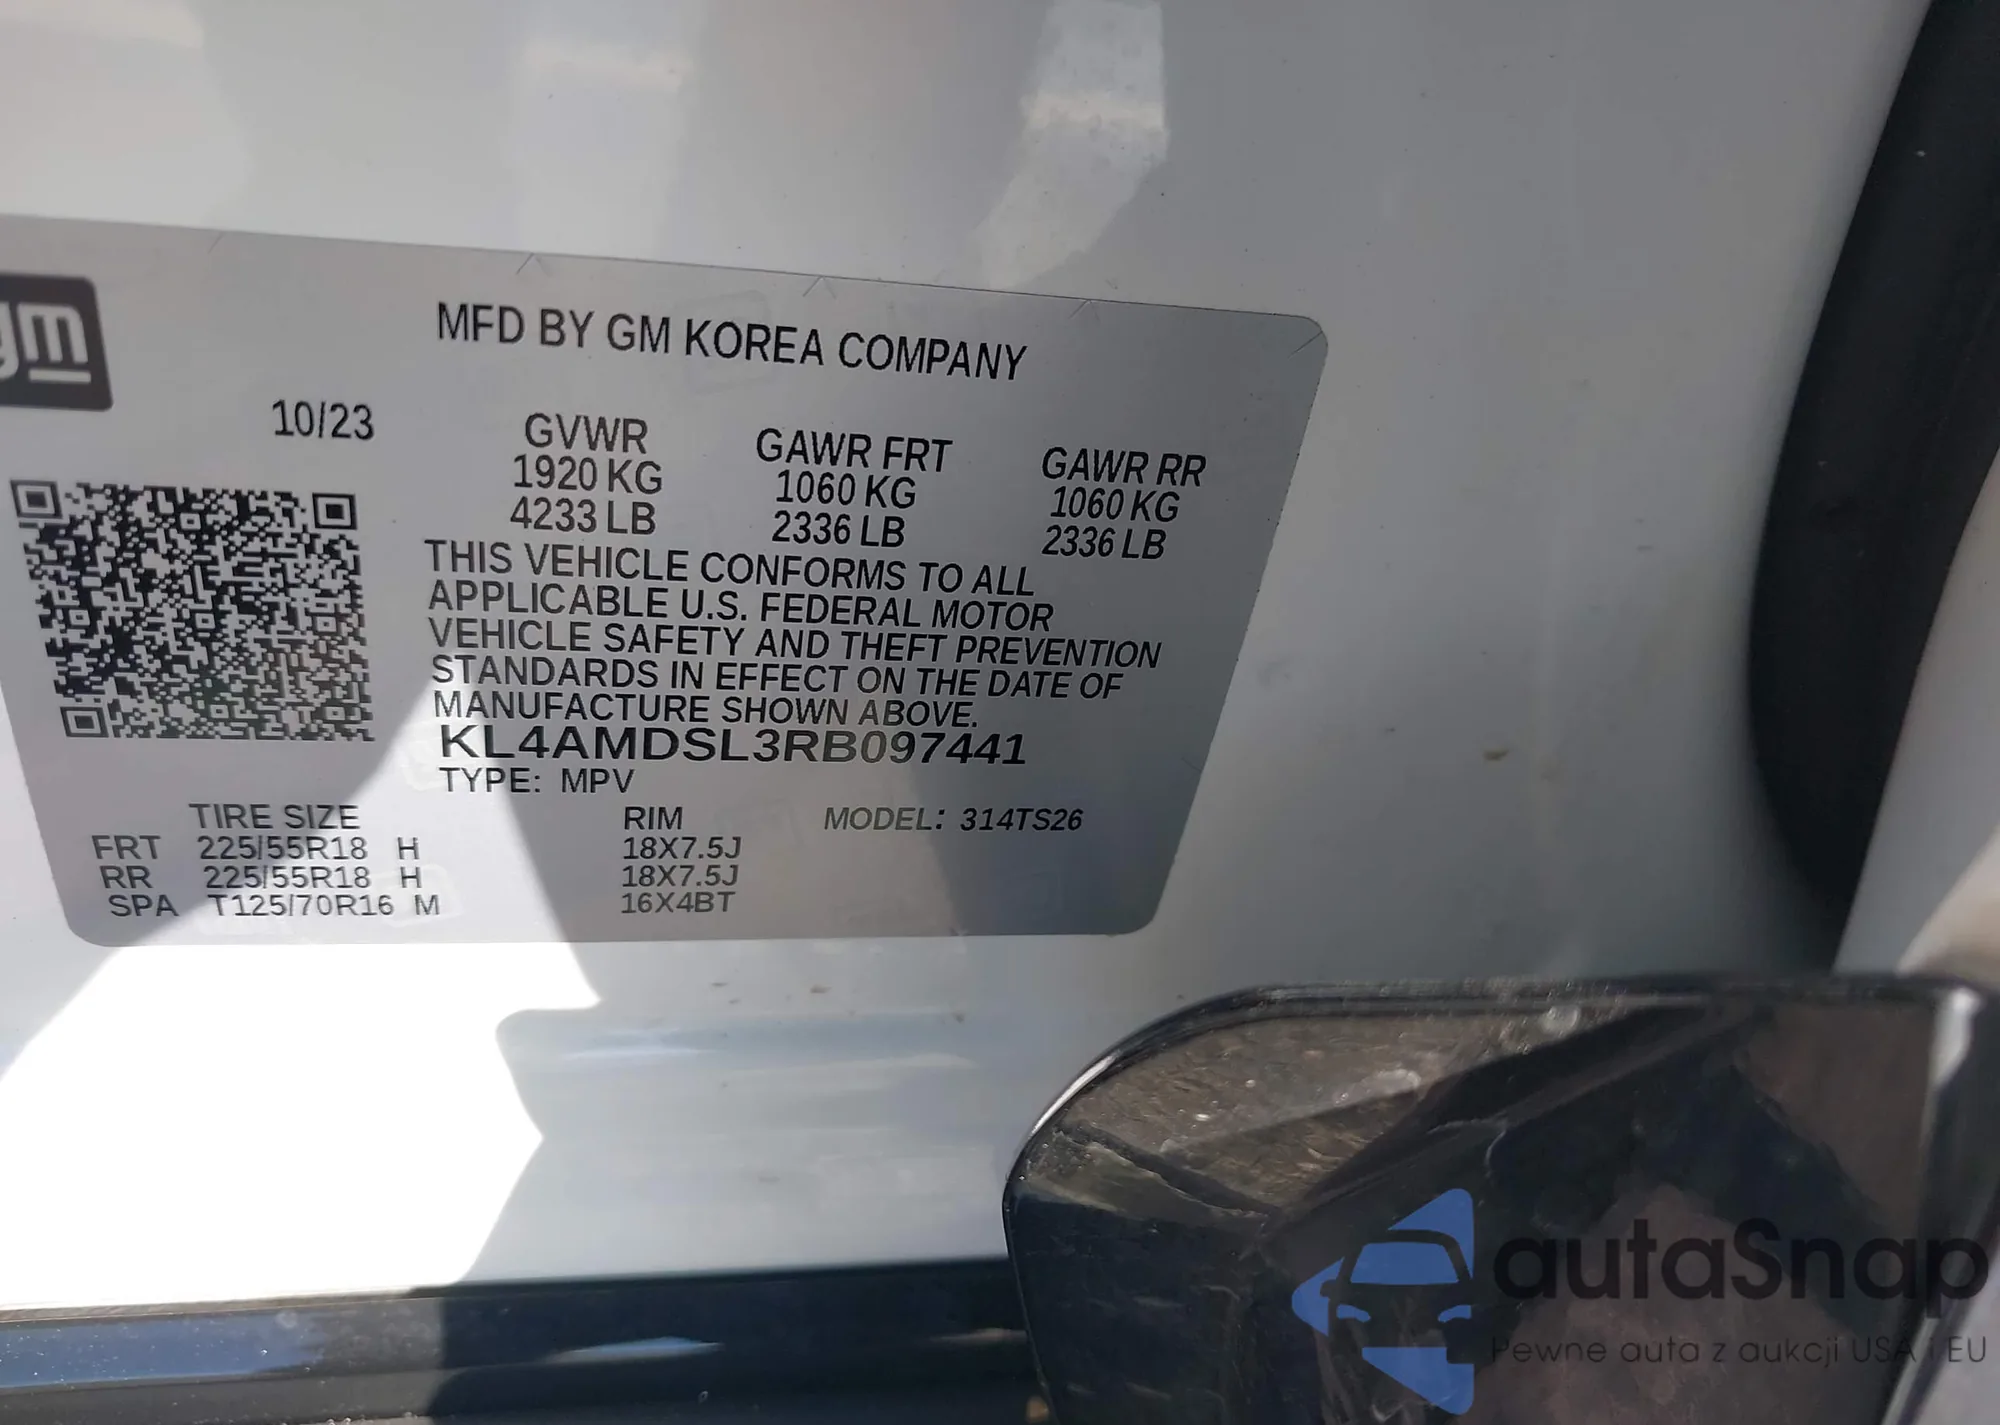 gm
MFD BY GM KOREA COMPANY
10/23
GVWR GAWR FRT GAWR RR
1920 KG 1060 KG 1060 KG
4233 LB 2336 LB 2336 LB
THIS VEHICLE CONFORMS TO ALL
APPLICABLE U.S. FEDERAL MOTOR
VEHICLE SAFETY AND THEFT PREVENTION
STANDARDS IN EFFECT ON THE DATE OF
MANUFACTURE SHOWN ABOVE.
KL4AMDSL3RB097441
TYPE: MPV
TIRE SIZE RIM MODEL: 314TS26
FRT 225/55R18 H 18X7.5J
RR 225/55R18 H 18X7.5J
SPA T125/70R16 M 16X4BT
autaSnap
Pewne auta z aukcji USA i EU